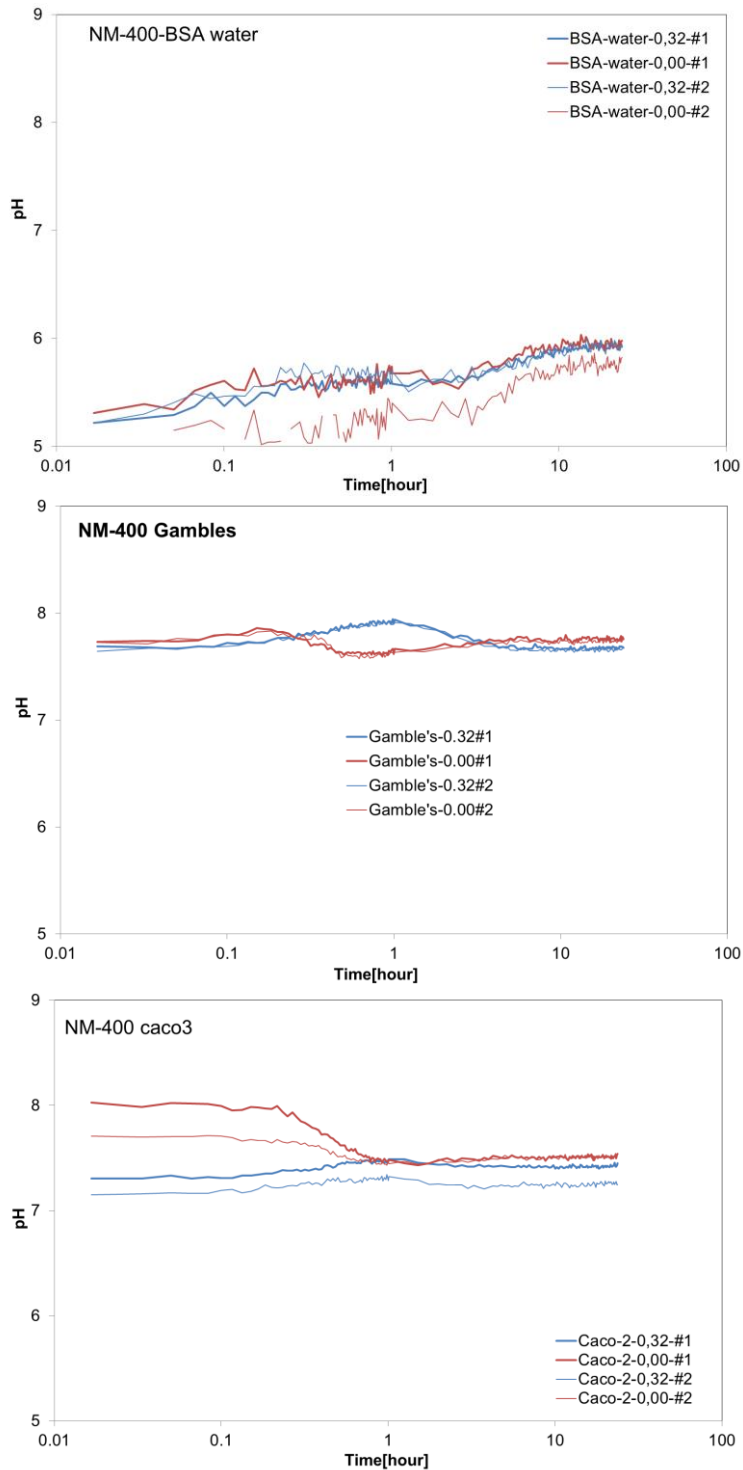 NM-400-BSA water
BSA-water-0,32-#1
BSA-water-0,00-#1
BSA-water-0,32-#2
BSA-water-0,00-#2
9
8
7
6
5
pH
0.01
0.1
1
10
100
Time[hour]
NM-400 Gambles
9
8
7
6
5
pH
Gamble's-0.32#1
Gamble's-0.00#1
Gamble's-0.32#2
Gamble's-0.00#2
0.01
0.1
1
10
100
Time[hour]
NM-400 caco3
9
8
7
6
5
pH
Caco-2-0,32-#1
Caco-2-0,00-#1
Caco-2-0,32-#2
Caco-2-0,00-#2
0.01
0.1
1
10
100
Time[hour]